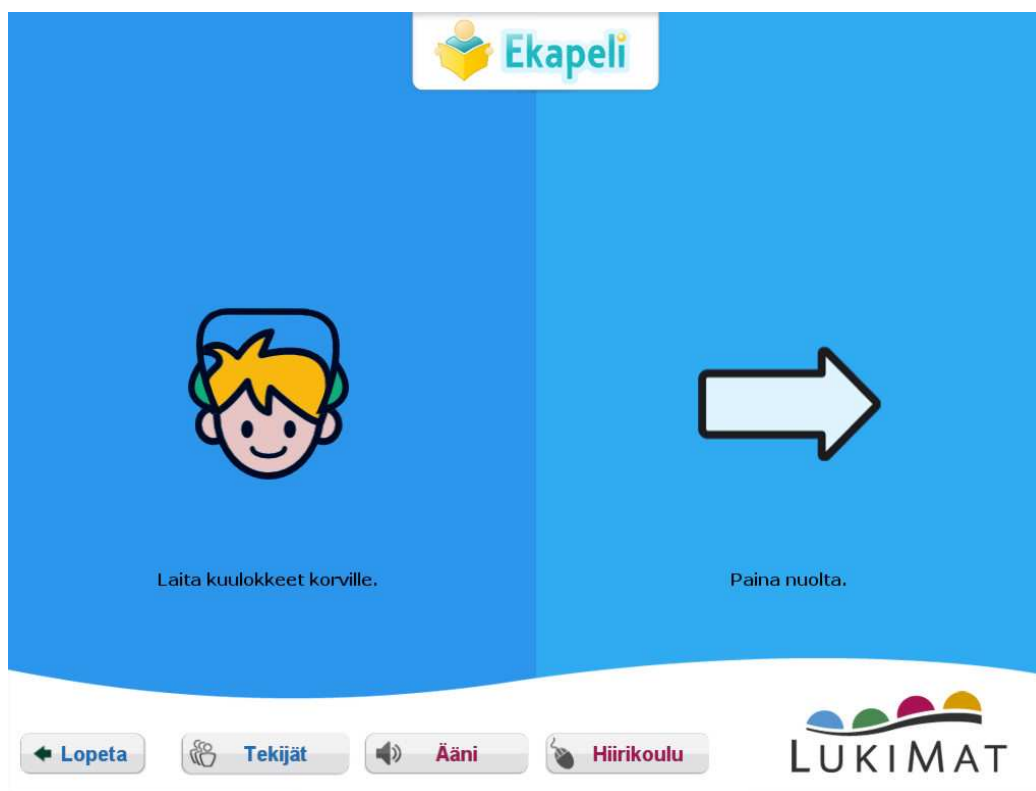 Ekapeli
Laita kuulokkeet korville.
Paina nuolta.
Lopeta
Tekijät
Ääni
Hiirikoulu
LUKIMAT